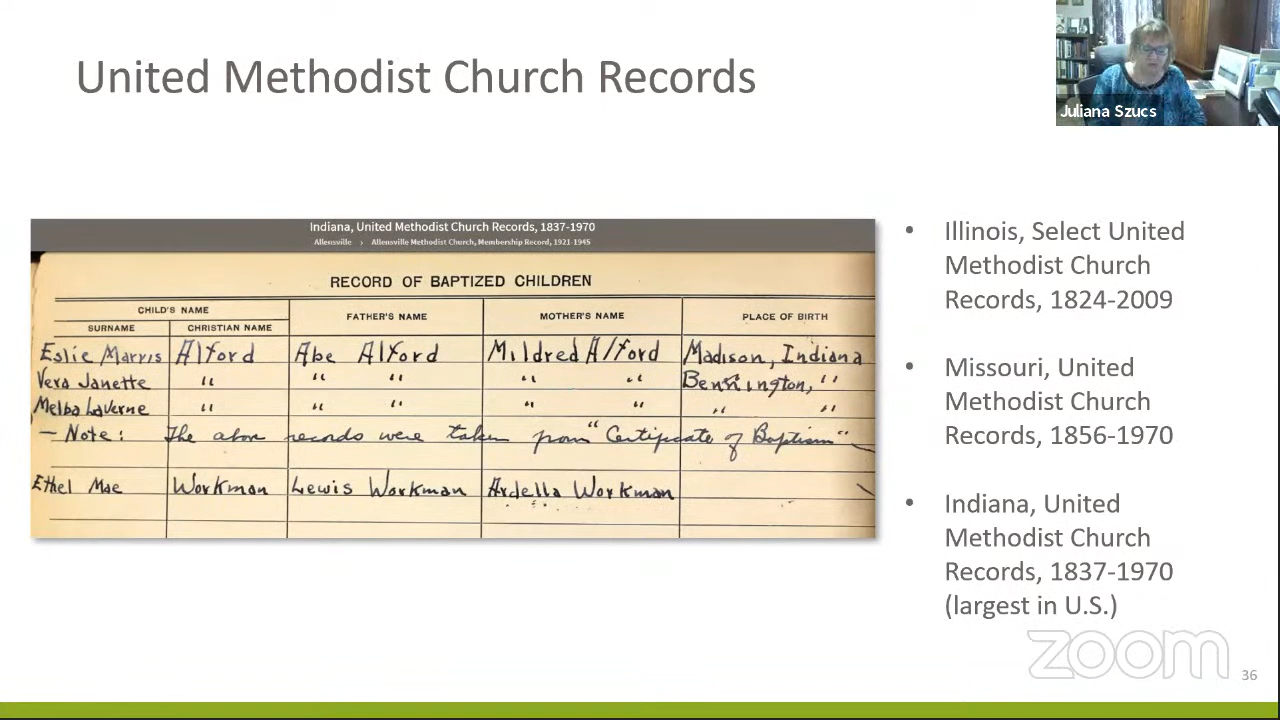 United Methodist Church Records
Juliana Szucs
Indiana, United Methodist Church Records, 1837-1970
Allensville › Allensville Methodist Church, Membership Record, 1921-1945
RECORD OF BAPTIZED CHILDREN
CHILD'S NAME
SURNAME CHRISTIAN NAME FATHER'S NAME MOTHER'S NAME PLACE OF BIRTH
Eslie Marris Alford Abe Alford Mildred Alford Madison, Indiana
Vera Janette " " " " " Bennington, "
Melba Laverne " " " " " " "
- Note: The above records were taken from "Certificate of Baptism"
Ethel Mae Workman Lewis Workman Ardella Workman
• Illinois, Select United
Methodist Church
Records, 1824-2009
• Missouri, United
Methodist Church
Records, 1856-1970
• Indiana, United
Methodist Church
Records, 1837-1970
(largest in U.S.)
zoom
36